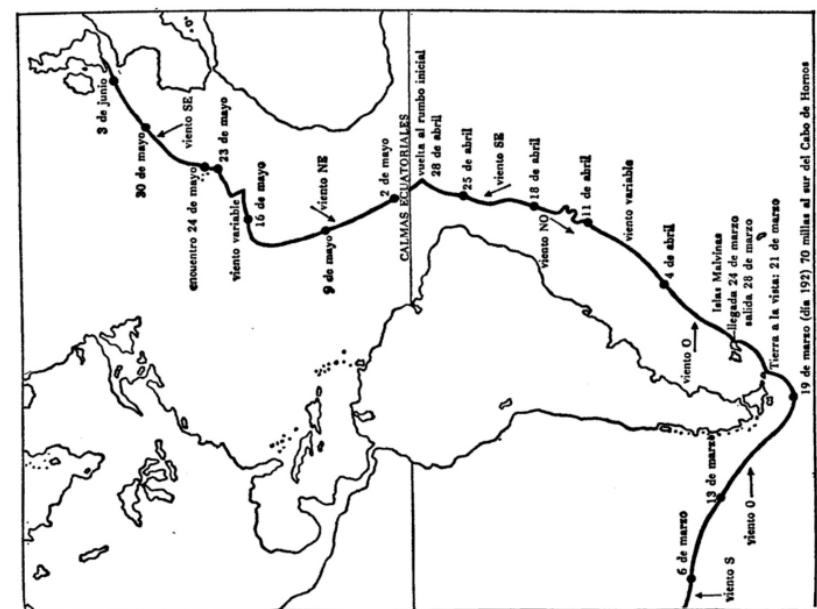 3 de junio
30 de mayo
viento SE
encuentro 24 de mayo
23 de mayo
viento variable
16 de mayo
9 de mayo
viento NE
2 de mayo
CALMAS ECUATORIALES
vuelta al rumbo inicial
28 de abril
25 de abril
viento SE
18 de abril
viento NO
11 de abril
viento variable
4 de abril
viento O
Islas Malvinas
llegada 24 de marzo
salida 28 de marzo
Tierra a la vista: 21 de marzo
19 de marzo (día 192) 70 millas al sur del Cabo de Hornos
13 de marzo
viento O
6 de marzo
viento S